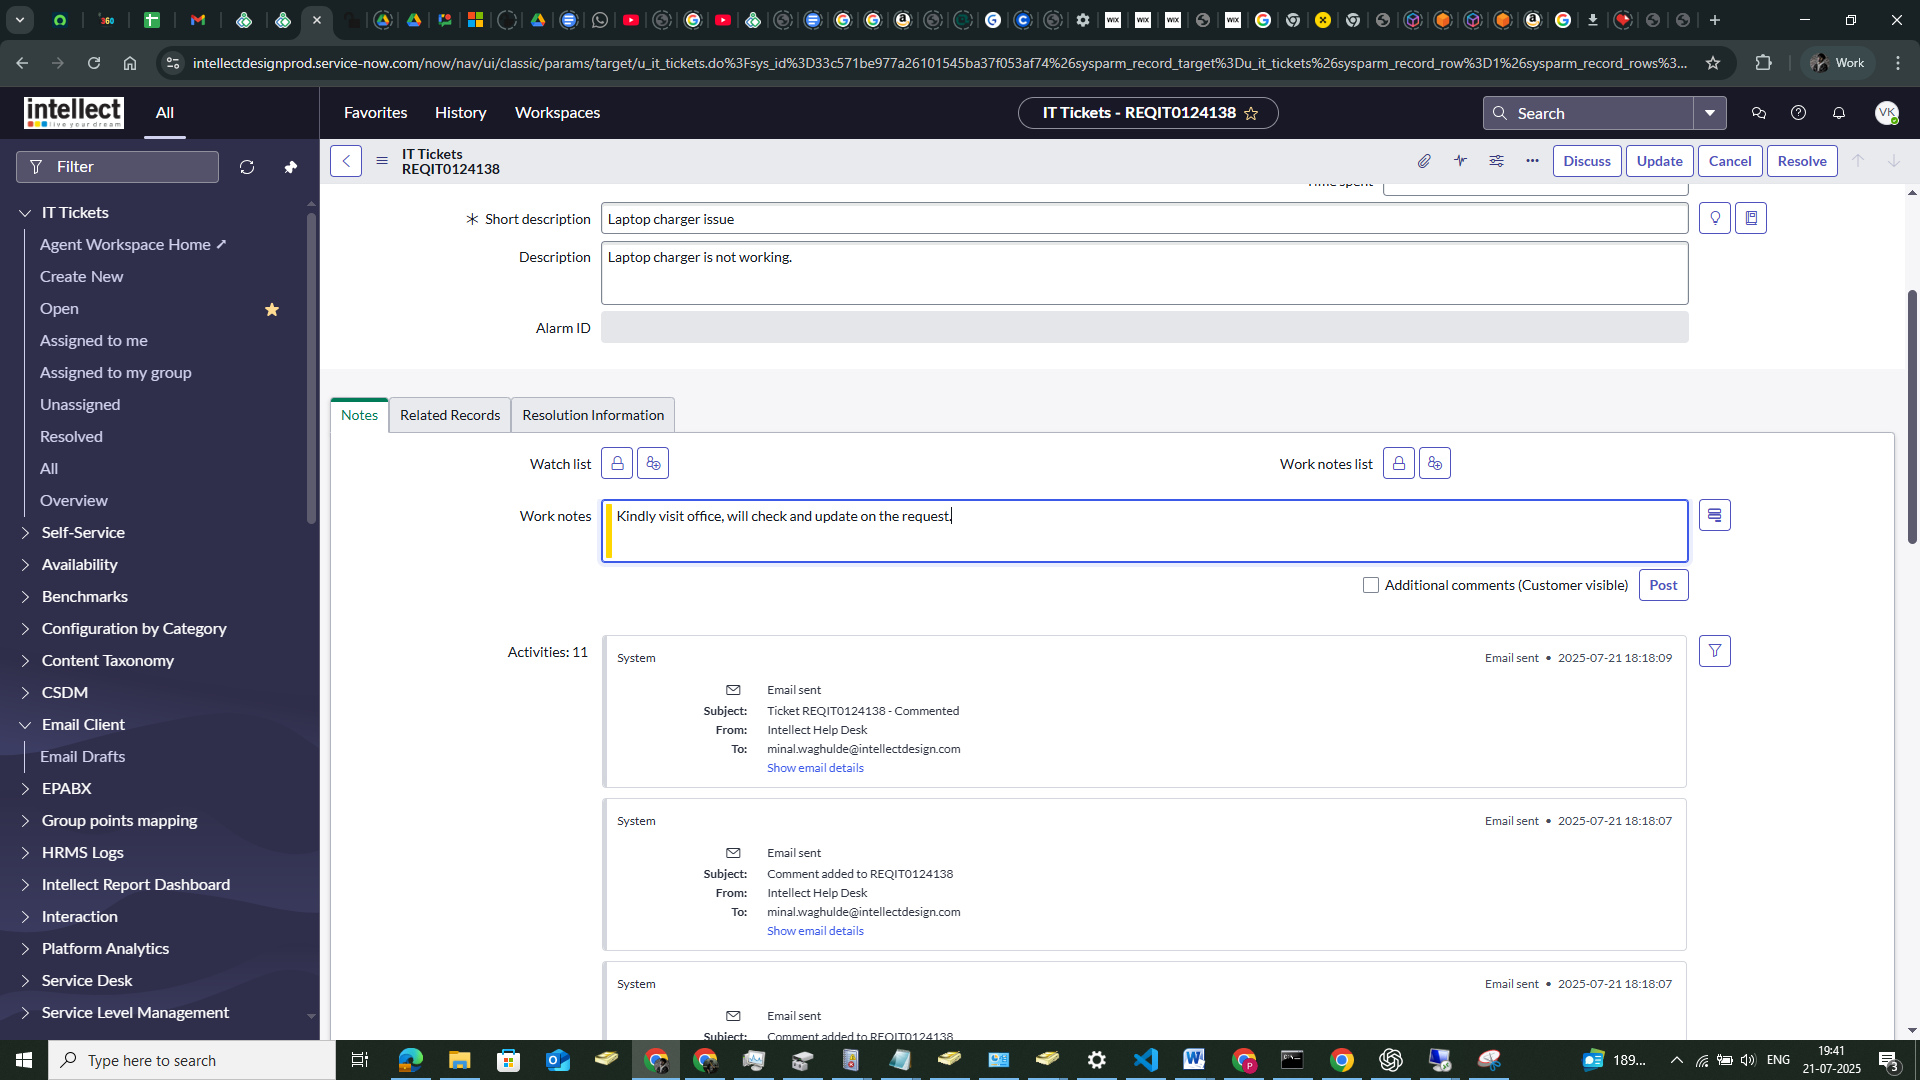 360
WIX
WIX
WIX
WIX
intellectdesignprod.service-now.com/now/nav/ui/classic/params/target/u_it_tickets.do%3Fsys_id%3D33c571be977a26101545ba37f053af74%26sysparm_record_target%3Du_it_tickets%26sysparm_record_row%3D1%26sysparm_record_rows%3...
Work
intellect
live your dream
All
Favorites
History
Workspaces
IT Tickets - REQIT0124138
Search
VK
Filter
IT Tickets
REQIT0124138
Discuss
Update
Cancel
Resolve
IT Tickets
Agent Workspace Home
Create New
Open
Assigned to me
Assigned to my group
Unassigned
Resolved
All
Overview
Self-Service
Availability
Benchmarks
Configuration by Category
Content Taxonomy
CSDM
Email Client
Email Drafts
EPABX
Group points mapping
HRMS Logs
Intellect Report Dashboard
Interaction
Platform Analytics
Service Desk
Service Level Management
Time spent
Short description
Laptop charger issue
Description
Laptop charger is not working.
Alarm ID
Notes
Related Records
Resolution Information
Watch list
Work notes list
Work notes
Kindly visit office, will check and update on the request.
Additional comments (Customer visible)
Post
Activities: 11
System
Email sent • 2025-07-21 18:18:09
Email sent
Subject: Ticket REQIT0124138 - Commented
From: Intellect Help Desk
To: minal.waghulde@intellectdesign.com
Show email details
System
Email sent • 2025-07-21 18:18:07
Email sent
Subject: Comment added to REQIT0124138
From: Intellect Help Desk
To: minal.waghulde@intellectdesign.com
Show email details
System
Email sent • 2025-07-21 18:18:07
Email sent
Subject: Comment added to REQIT0124138
Type here to search
189...
ENG
19:41
21-07-2025
3